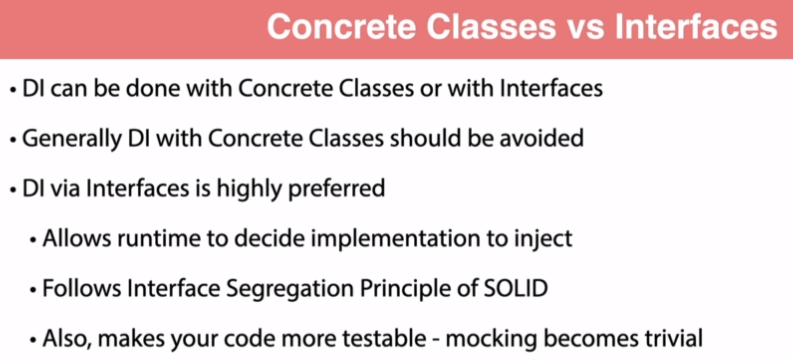 Concrete Classes vs Interfaces
• DI can be done with Concrete Classes or with Interfaces
• Generally DI with Concrete Classes should be avoided
• DI via Interfaces is highly preferred
• Allows runtime to decide implementation to inject
• Follows Interface Segregation Principle of SOLID
• Also, makes your code more testable - mocking becomes trivial